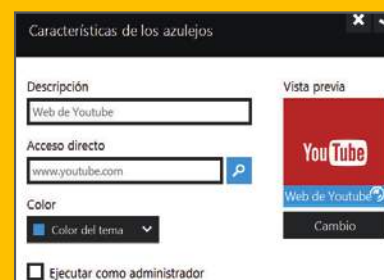 Características de los azulejos
Descripción
Web de Youtube
Acceso directo
www.youtube.com
Color
Color del tema
Ejecutar como administrador
Vista previa
You Tube
Web de Youtube
Cambio